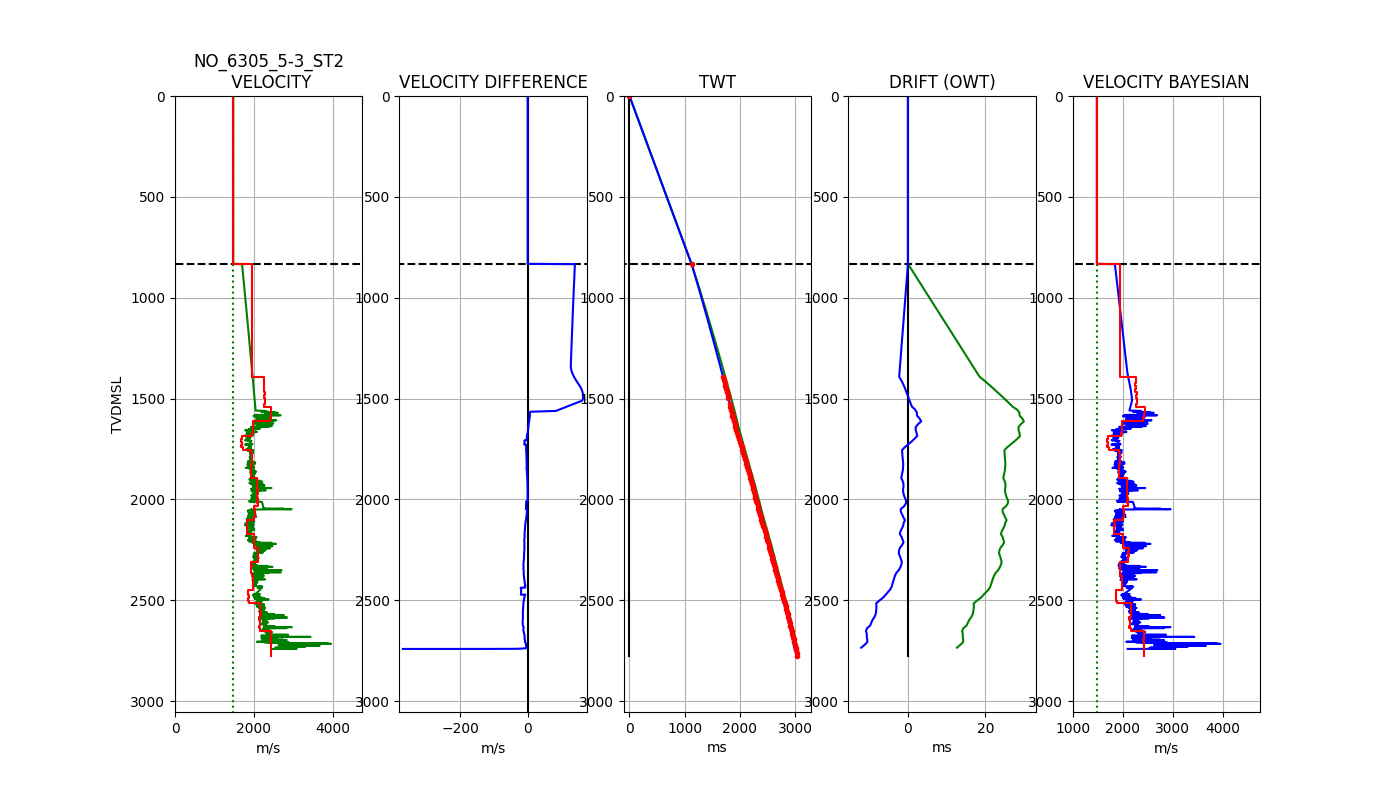 NO_6305_5-3_ST2
VELOCITY
VELOCITY DIFFERENCE
TWT
DRIFT (OWT)
VELOCITY BAYESIAN
0
0
0
0
0
500
500
500
500
500
1000
1000
1000
1000
1000
1500
1500
1500
1500
1500
2000
2000
2000
2000
2000
2500
2500
2500
2500
2500
3000
3000
3000
3000
3000
TVDMSL
0 2000 4000
−200 0
0 1000 2000 3000
0 20
1000 2000 3000 4000
m/s
m/s
ms
ms
m/s